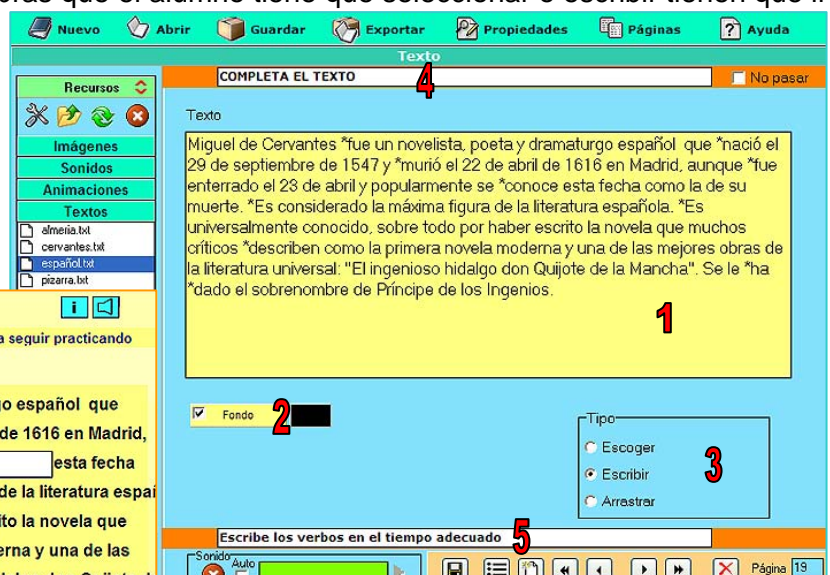 Nuevo Abrir Guardar Exportar Propiedades Páginas ? Ayuda
Texto
COMPLETA EL TEXTO
4
No pasar
Recursos
Imágenes
Sonidos
Animaciones
Textos
almeria.txt
cervantes.txt
español.txt
pizarra.txt
Texto
Miguel de Cervantes *fue un novelista, poeta y dramaturgo español que *nació el
29 de septiembre de 1547 y *murió el 22 de abril de 1616 en Madrid, aunque *fue
enterrado el 23 de abril y popularmente se *conoce esta fecha como la de su
muerte. *Es considerado la máxima figura de la literatura española. *Es
universalmente conocido, sobre todo por haber escrito la novela que muchos
críticos *describen como la primera novela moderna y una de las mejores obras de
la literatura universal: "El ingenioso hidalgo don Quijote de la Mancha". Se le *ha
*dado el sobrenombre de Príncipe de los Ingenios.
1
Fondo 2
Tipo
Escoger
Escribir
Arrastrar
3
i
a seguir practicando
go español que
de 1616 en Madrid,
esta fecha
de la literatura espa
ito la novela que
erna y una de las
Escribe los verbos en el tiempo adecuado
5
Sonido
Auto
Página 19